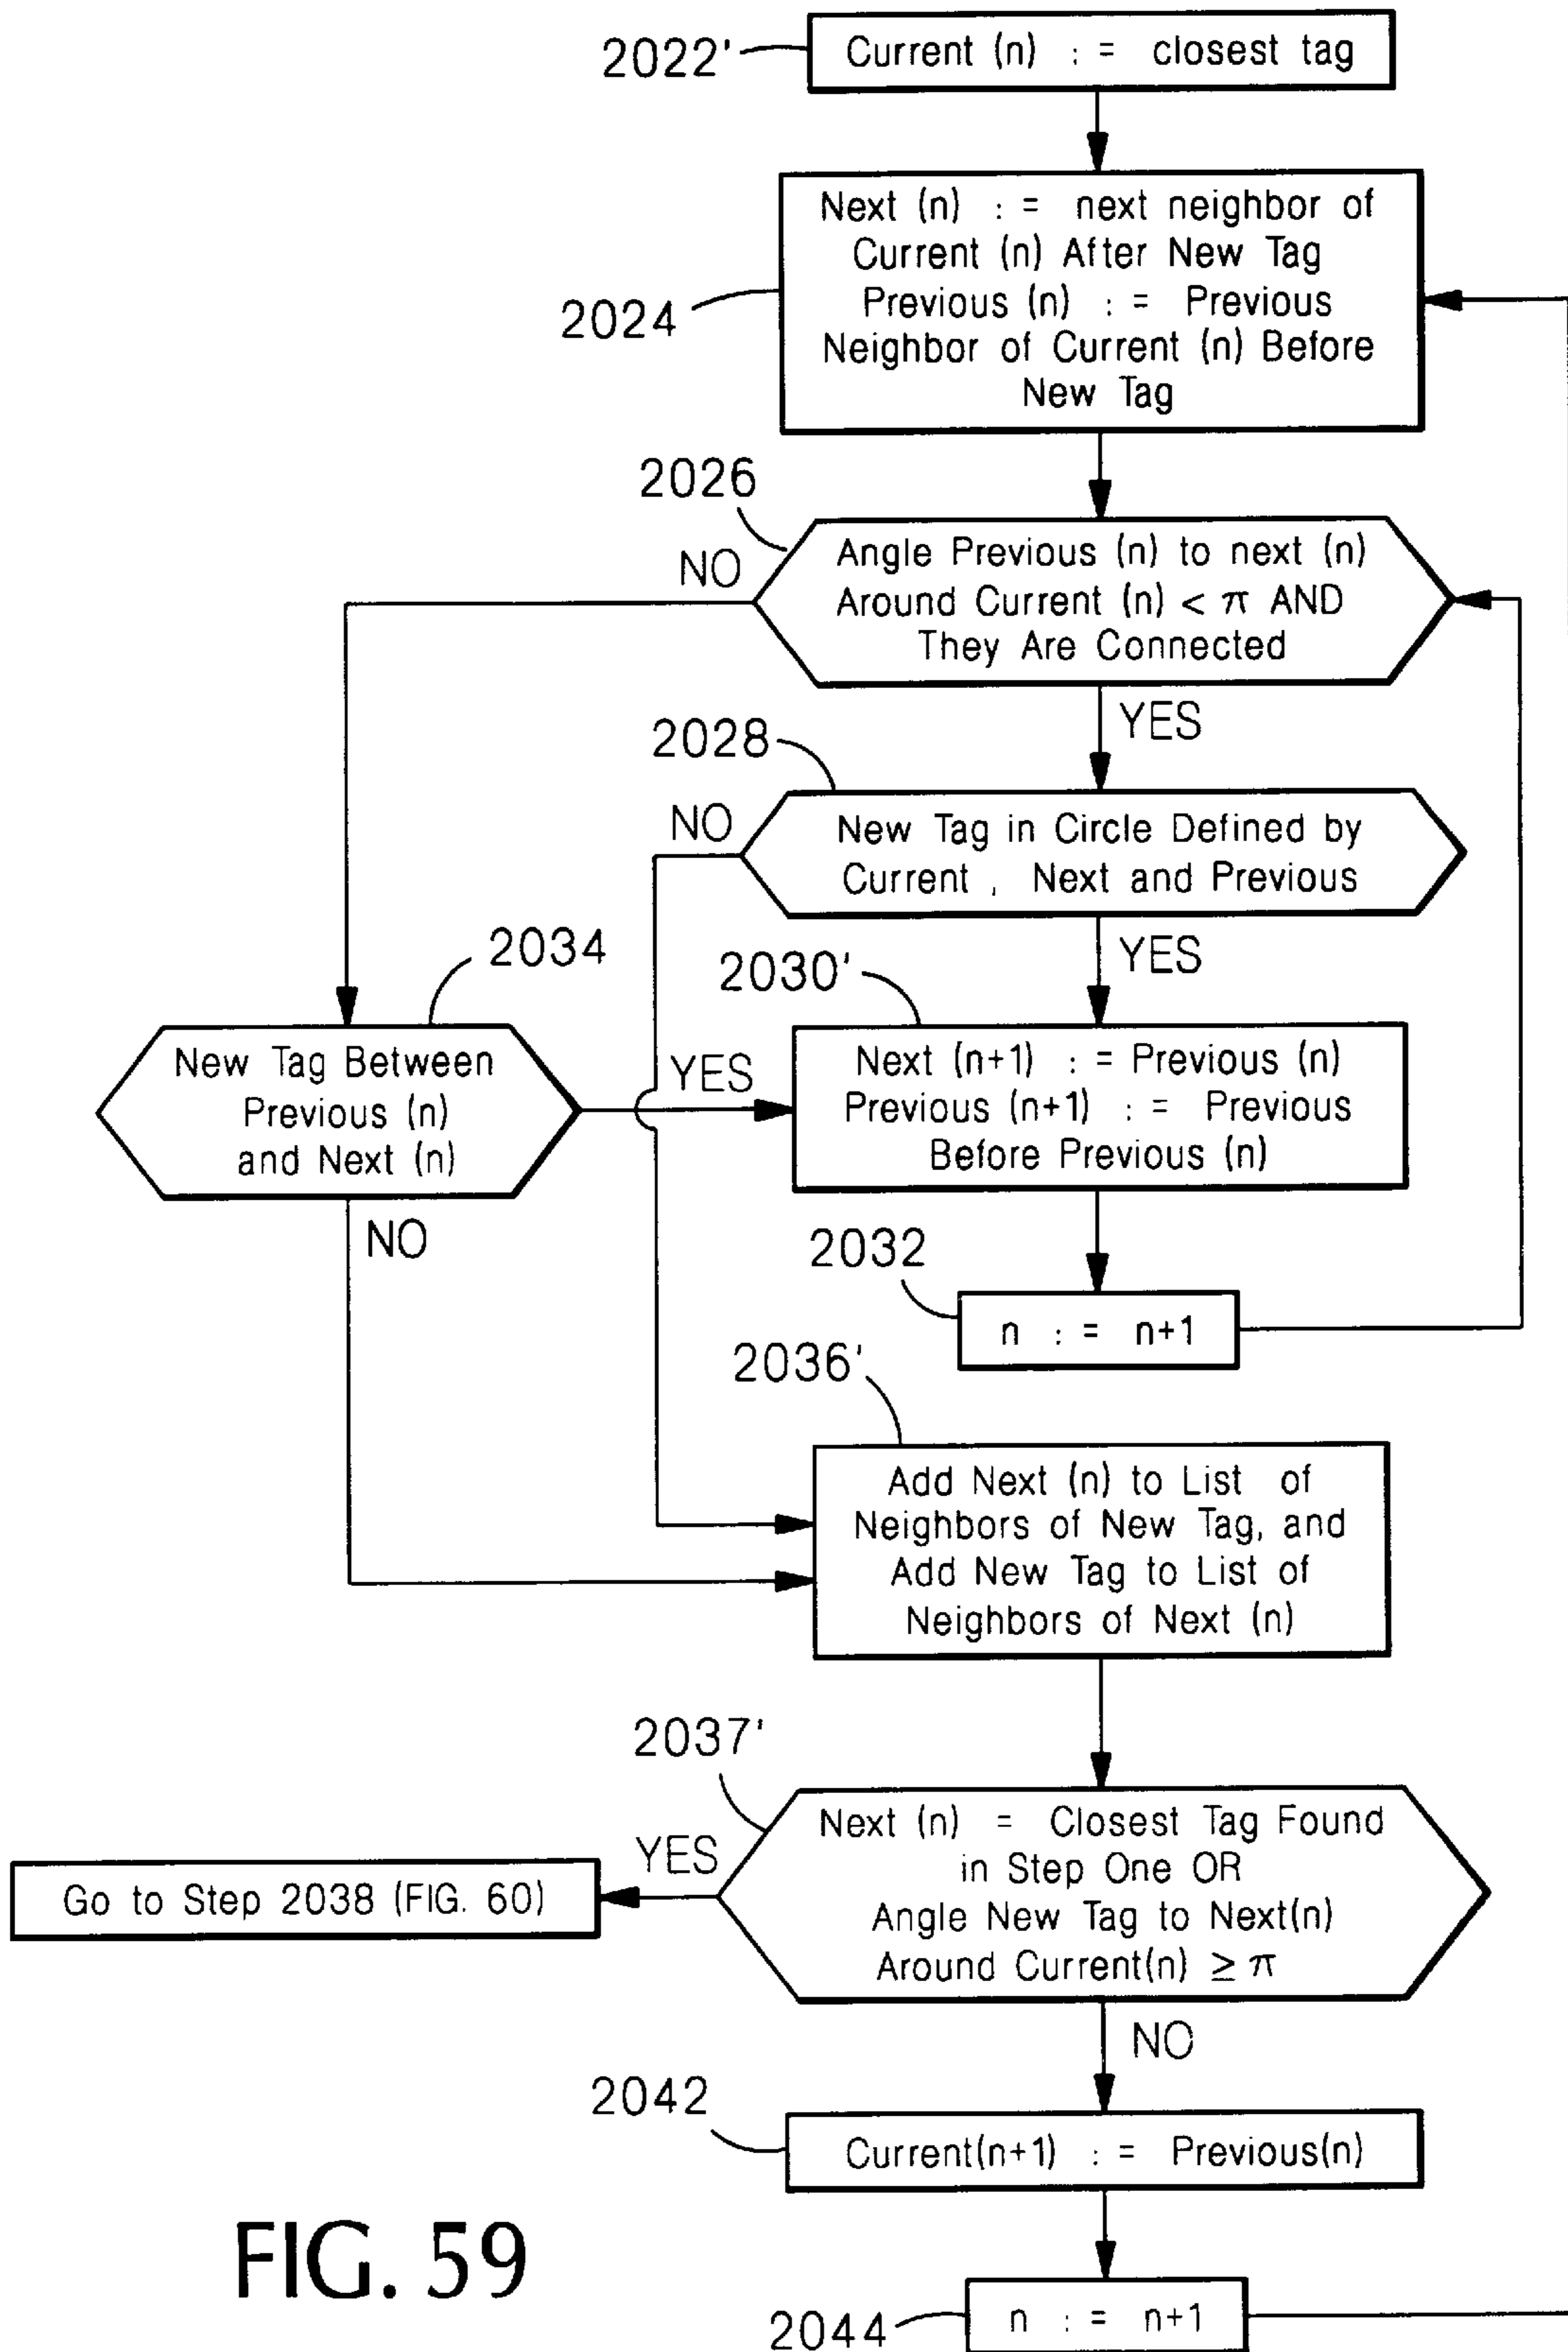 2022'
Current (n) := closest tag
2024
Next (n) := next neighbor of
Current (n) After New Tag
Previous (n) := Previous
Neighbor of Current (n) Before
New Tag
2026
NO
Angle Previous (n) to next (n)
Around Current (n) < π AND
They Are Connected
YES
2028
NO
New Tag in Circle Defined by
Current , Next and Previous
YES
2034
New Tag Between
Previous (n)
and Next (n)
YES
NO
2030'
Next (n+1) := Previous (n)
Previous (n+1) := Previous
Before Previous (n)
2032
n := n+1
2036'
Add Next (n) to List of
Neighbors of New Tag, and
Add New Tag to List of
Neighbors of Next (n)
2037'
Next (n) = Closest Tag Found
in Step One OR
Angle New Tag to Next(n)
Around Current(n) ≥ π
YES
Go to Step 2038 (FIG. 60)
NO
2042
Current(n+1) := Previous(n)
2044
n := n+1
FIG. 59